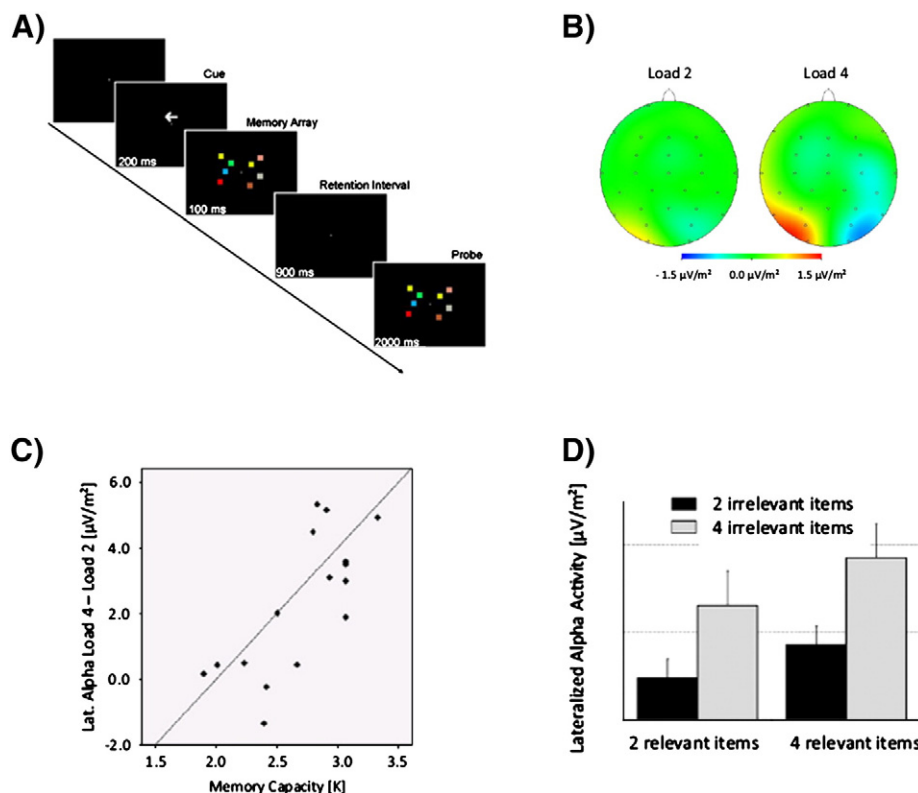 A)
Cue
200 ms
Memory Array
100 ms
Retention Interval
900 ms
Probe
2000 ms
B)
Load 2
Load 4
- 1.5 µV/m²
0.0 µV/m²
1.5 µV/m²
C)
Lat. Alpha Load 4 – Load 2 [µV/m²]
6.0
4.0
2.0
0.0
-2.0
1.5
2.0
2.5
3.0
3.5
Memory Capacity [K]
D)
Lateralized Alpha Activity [µV/m²]
2 irrelevant items
4 irrelevant items
2 relevant items
4 relevant items